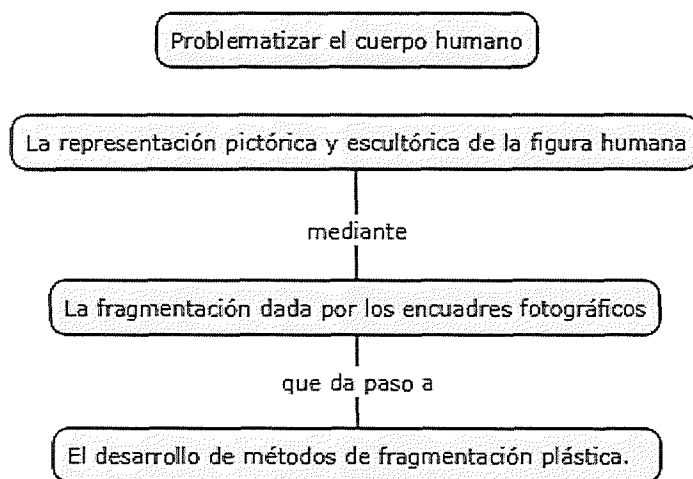 Problematizar el cuerpo humano
La representación pictórica y escultórica de la figura humana
mediante
La fragmentación dada por los encuadres fotográficos
que da paso a
El desarrollo de métodos de fragmentación plástica.